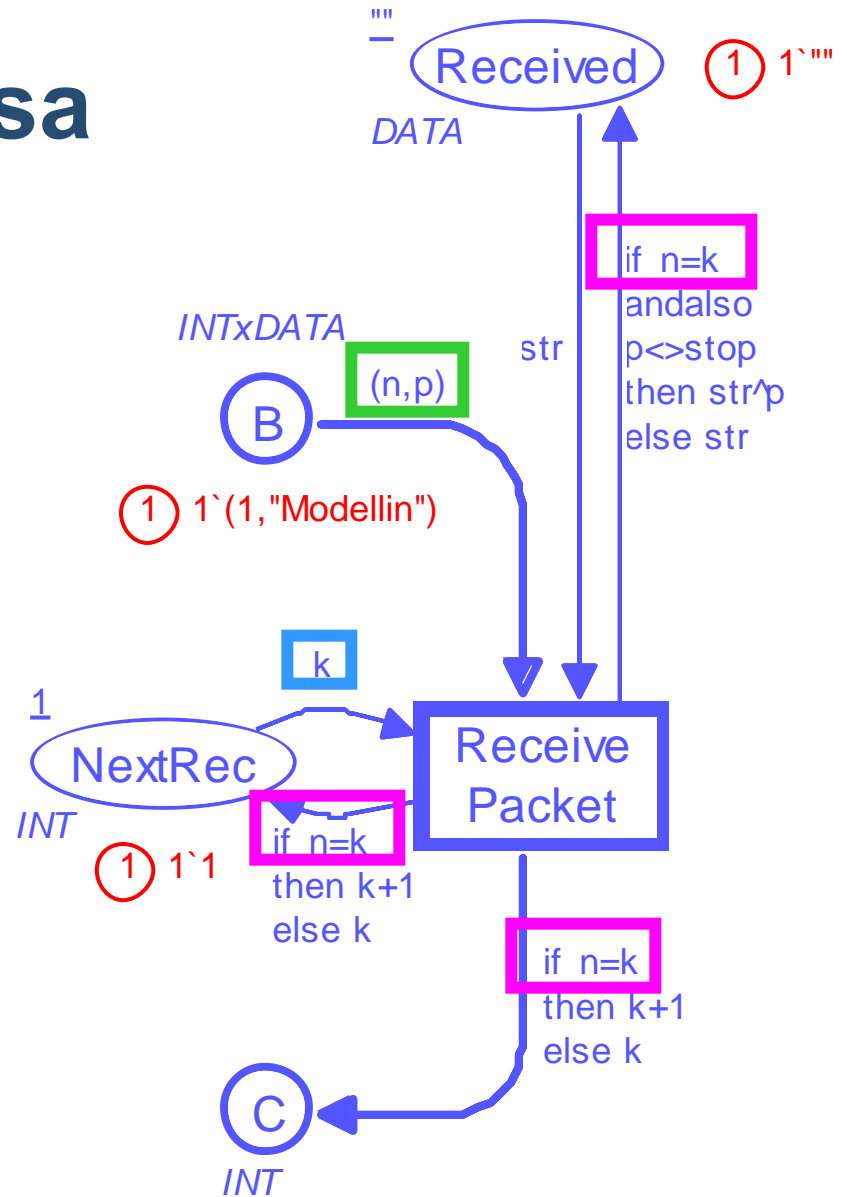 ""
Received
1 1`""
sa
DATA
if n=k
andalso
p<>stop
then str^p
else str
INTxDATA
str
(n,p)
B
1 1`(1,"Modellin")
k
1
NextRec
Receive
Packet
INT
1 1`1
if n=k
then k+1
else k
if n=k
then k+1
else k
C
INT